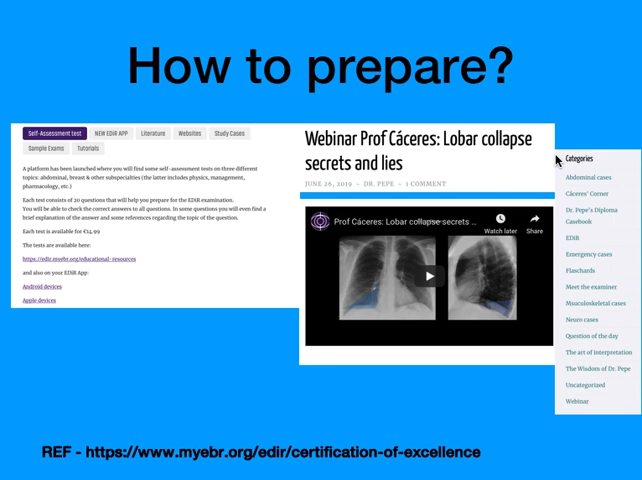 How to prepare?
Self-Assessment test
NEW EDiR APP
Literature
Websites
Study Cases
Sample Exams
Tutorials
A platform has been launched where you will find some self-assessment tests on three different
topics: abdominal, breast & other subspecialties (the latter includes physics, management,
pharmacology, etc.)
Each test consists of 20 questions that will help you prepare for the EDiR examination.
You will be able to check the correct answers to all questions. In some questions you will even find a
brief explanation of the answer and some references regarding the topic of the question.
Each test is available for €14,99
The tests are available here:
https://edir.myebr.org/educational-resources
and also on your EDiR App:
Android devices
Apple devices
Webinar Prof Cáceres: Lobar collapse
secrets and lies
JUNE 26, 2019 - DR. PEPE - 1 COMMENT
Prof Cáceres: Lobar collapse secrets ...
Watch later
Share
Categories
Abdominal cases
Cáceres' Corner
Dr. Pepe's Diploma
Casebook
EDiR
Emergency cases
Flaschards
Meet the examiner
Msuculoskeletal cases
Neuro cases
Question of the day
The art of interpretation
The Wisdom of Dr. Pepe
Uncategorized
Webinar
REF - https://www.myebr.org/edir/certification-of-excellence